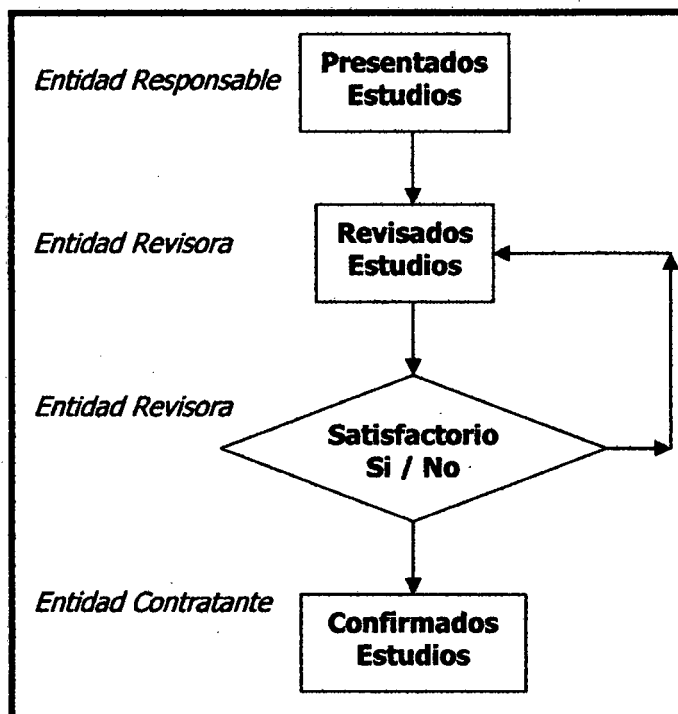 Entidad Responsable
Presentados
Estudios
Entidad Revisora
Revisados
Estudios
Entidad Revisora
Satisfactorio
Si / No
Entidad Contratante
Confirmados
Estudios